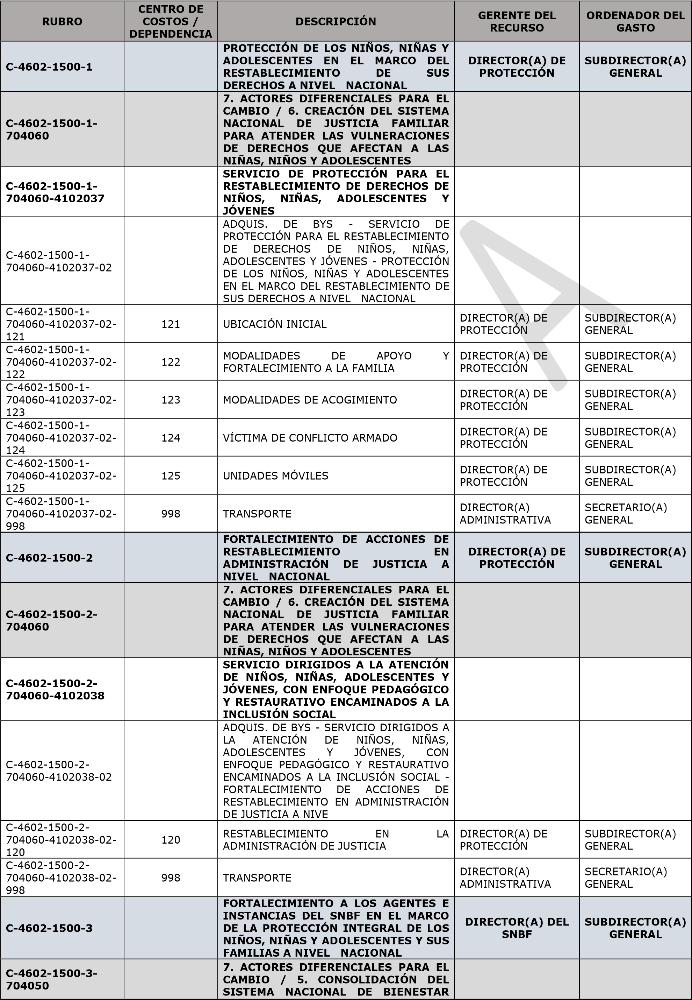 RUBRO
CENTRO DE
COSTOS /
DEPENDENCIA
DESCRIPCIÓN
GERENTE DEL
RECURSO
ORDENADOR DEL
GASTO
C-4602-1500-1
PROTECCIÓN DE LOS NIÑOS, NIÑAS Y
ADOLESCENTES EN EL MARCO DEL
RESTABLECIMIENTO DE SUS
DERECHOS A NIVEL NACIONAL
DIRECTOR(A) DE
PROTECCIÓN
SUBDIRECTOR(A)
GENERAL
C-4602-1500-1-
704060
7. ACTORES DIFERENCIALES PARA EL
CAMBIO / 6. CREACIÓN DEL SISTEMA
NACIONAL DE JUSTICIA FAMILIAR
PARA ATENDER LAS VULNERACIONES
DE DERECHOS QUE AFECTAN A LAS
NIÑAS, NIÑOS Y ADOLESCENTES
C-4602-1500-1-
704060-4102037
SERVICIO DE PROTECCIÓN PARA EL
RESTABLECIMIENTO DE DERECHOS DE
NIÑOS, NIÑAS, ADOLESCENTES Y
JÓVENES
C-4602-1500-1-
704060-4102037-02
ADQUIS. DE BYS - SERVICIO DE
PROTECCIÓN PARA EL RESTABLECIMIENTO
DE DERECHOS DE NIÑOS, NIÑAS,
ADOLESCENTES Y JÓVENES - PROTECCIÓN
DE LOS NIÑOS, NIÑAS Y ADOLESCENTES
EN EL MARCO DEL RESTABLECIMIENTO DE
SUS DERECHOS A NIVEL NACIONAL
A
C-4602-1500-1-
704060-4102037-02-
121
121
UBICACIÓN INICIAL
DIRECTOR(A) DE
PROTECCIÓN
SUBDIRECTOR(A)
GENERAL
C-4602-1500-1-
704060-4102037-02-
122
122
MODALIDADES DE APOYO Y
FORTALECIMIENTO A LA FAMILIA
DIRECTOR(A) DE
PROTECCIÓN
SUBDIRECTOR(A)
GENERAL
C-4602-1500-1-
704060-4102037-02-
123
123
MODALIDADES DE ACOGIMIENTO
DIRECTOR(A) DE
PROTECCIÓN
SUBDIRECTOR(A)
GENERAL
C-4602-1500-1-
704060-4102037-02-
124
124
VÍCTIMA DE CONFLICTO ARMADO
DIRECTOR(A) DE
PROTECCIÓN
SUBDIRECTOR(A)
GENERAL
C-4602-1500-1-
704060-4102037-02-
125
125
UNIDADES MÓVILES
DIRECTOR(A) DE
PROTECCIÓN
SUBDIRECTOR(A)
GENERAL
C-4602-1500-1-
704060-4102037-02-
998
998
TRANSPORTE
DIRECTOR(A)
ADMINISTRATIVA
SECRETARIO(A)
GENERAL
C-4602-1500-2
FORTALECIMIENTO DE ACCIONES DE
RESTABLECIMIENTO EN
ADMINISTRACIÓN DE JUSTICIA A
NIVEL NACIONAL
DIRECTOR(A) DE
PROTECCIÓN
SUBDIRECTOR(A)
GENERAL
C-4602-1500-2-
704060
7. ACTORES DIFERENCIALES PARA EL
CAMBIO / 6. CREACIÓN DEL SISTEMA
NACIONAL DE JUSTICIA FAMILIAR
PARA ATENDER LAS VULNERACIONES
DE DERECHOS QUE AFECTAN A LAS
NIÑAS, NIÑOS Y ADOLESCENTES
C-4602-1500-2-
704060-4102038
SERVICIO DIRIGIDOS A LA ATENCIÓN
DE NIÑOS, NIÑAS, ADOLESCENTES Y
JÓVENES, CON ENFOQUE PEDAGÓGICO
Y RESTAURATIVO ENCAMINADOS A LA
INCLUSIÓN SOCIAL
C-4602-1500-2-
704060-4102038-02
ADQUIS. DE BYS - SERVICIO DIRIGIDOS A
LA ATENCIÓN DE NIÑOS, NIÑAS,
ADOLESCENTES Y JÓVENES, CON
ENFOQUE PEDAGÓGICO Y RESTAURATIVO
ENCAMINADOS A LA INCLUSIÓN SOCIAL -
FORTALECIMIENTO DE ACCIONES DE
RESTABLECIMIENTO EN ADMINISTRACIÓN
DE JUSTICIA A NIVE
C-4602-1500-2-
704060-4102038-02-
120
120
RESTABLECIMIENTO EN LA
ADMINISTRACIÓN DE JUSTICIA
DIRECTOR(A) DE
PROTECCIÓN
SUBDIRECTOR(A)
GENERAL
C-4602-1500-2-
704060-4102038-02-
998
998
TRANSPORTE
DIRECTOR(A)
ADMINISTRATIVA
SECRETARIO(A)
GENERAL
C-4602-1500-3
FORTALECIMIENTO A LOS AGENTES E
INSTANCIAS DEL SNBF EN EL MARCO
DE LA PROTECCIÓN INTEGRAL DE LOS
NIÑOS, NIÑAS Y ADOLESCENTES Y SUS
FAMILIAS A NIVEL NACIONAL
DIRECTOR(A) DEL
SNBF
SUBDIRECTOR(A)
GENERAL
C-4602-1500-3-
704050
7. ACTORES DIFERENCIALES PARA EL
CAMBIO / 5. CONSOLIDACIÓN DEL
SISTEMA NACIONAL DE BIENESTAR